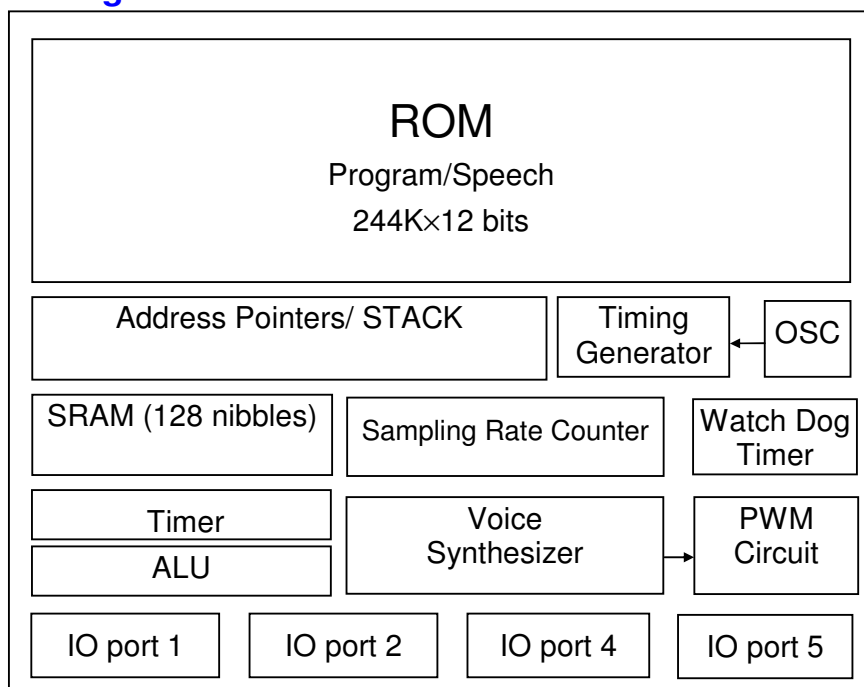 ROM
Program/Speech
244K×12 bits
Address Pointers/ STACK
Timing
Generator
OSC
SRAM (128 nibbles)
Sampling Rate Counter
Watch Dog
Timer
Timer
ALU
Voice
Synthesizer
PWM
Circuit
IO port 1
IO port 2
IO port 4
IO port 5